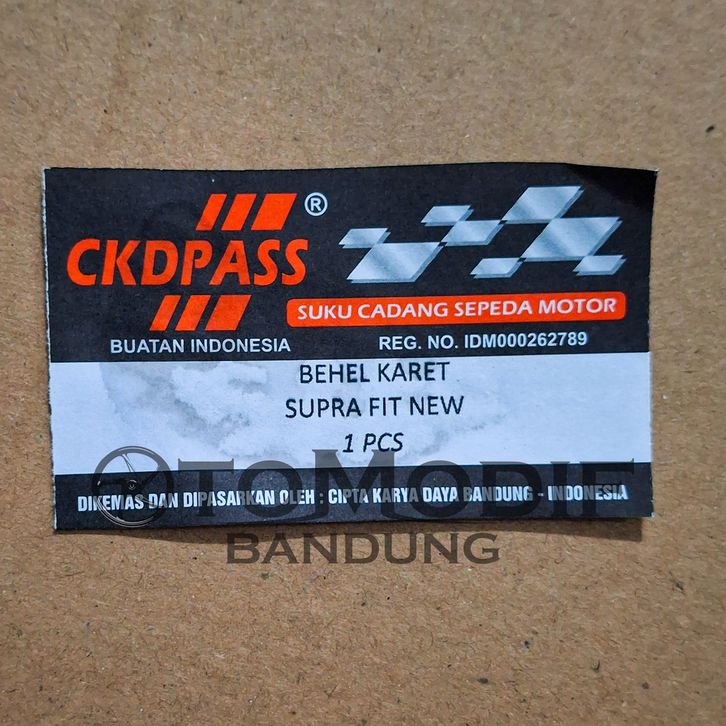 CKDPASS ®
BUATAN INDONESIA
SUKU CADANG SEPEDA MOTOR
REG. NO. IDM000262789
BEHEL KARET
SUPRA FIT NEW
1 PCS
OTOMODIF
DIKEMAS DAN DIPASARKAN OLEH : CIPTA KARYA DAYA BANDUNG - INDONESIA
BANDUNG